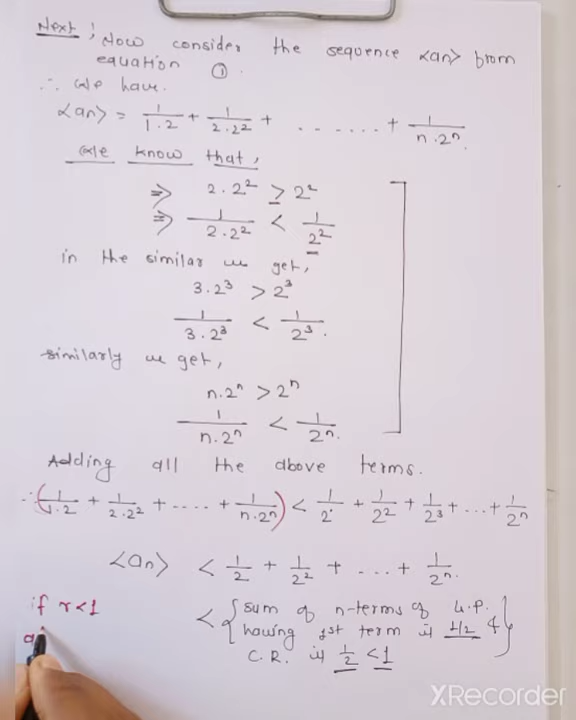 Next ; Now consider the sequence <an> from
equation ①.
∴ We have.
<an> = 1/1.2 + 1/2.2² + ....... + 1/n.2ⁿ.
We know that,
⇒ 2.2² > 2²
⇒ 1/2.2² < 1/2²
in the similar we get,
3.2³ > 2³
1/3.2³ < 1/2³.
similarly we get,
n.2ⁿ > 2ⁿ
1/n.2ⁿ < 1/2ⁿ.
Adding all the above terms.
∴ (1/1.2 + 1/2.2² + .... + 1/n.2ⁿ) < 1/2 + 1/2² + 1/2³ + ... + 1/2ⁿ
<an> < 1/2 + 1/2² + ... + 1/2ⁿ.
if r<1
< { sum of n-terms of G.P.
having 1st term is 1/2 &
C.R. is 1/2 < 1 }
a
XRecorder